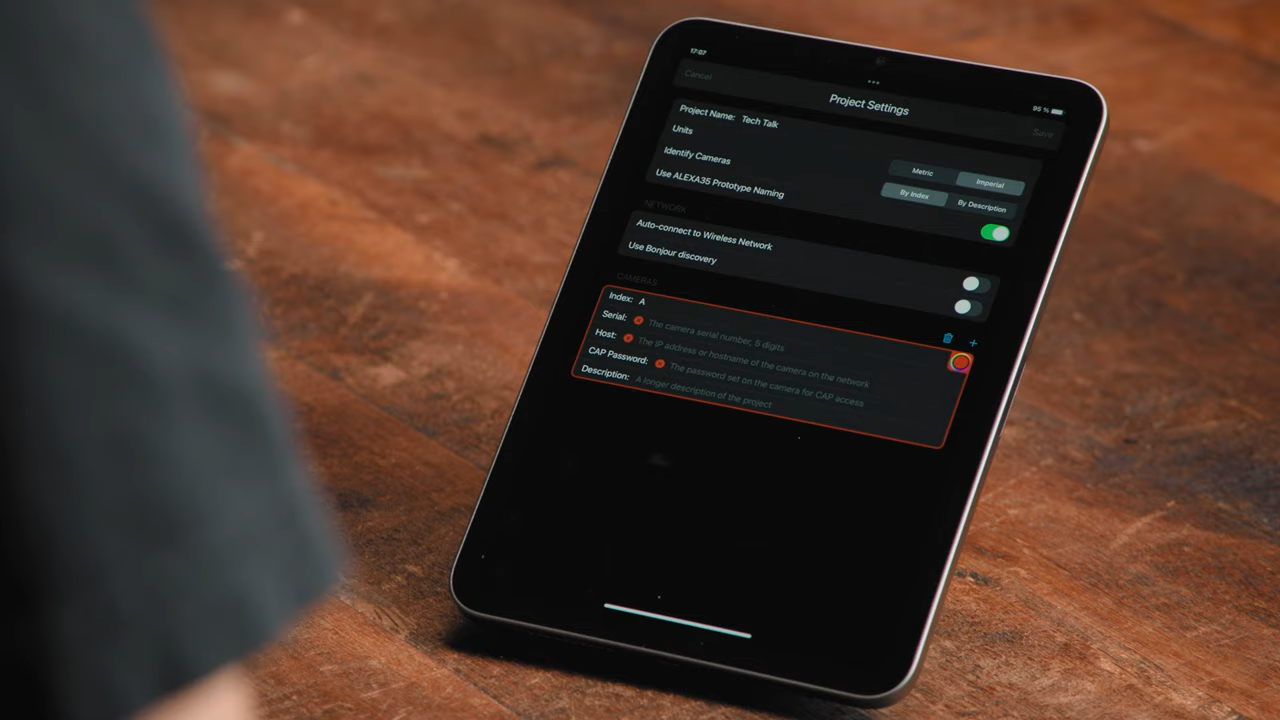 17:07
95 %
Cancel
Project Settings
Save
Project Name: Tech Talk
Units
Metric Imperial
Identify Cameras
By Index By Description
Use ALEXA35 Prototype Naming
NETWORK
Auto-connect to Wireless Network
Use Bonjour discovery
CAMERAS
Index: A
Serial: The camera serial number, 5 digits
Host: The IP address or hostname of the camera on the network
CAP Password: The password set on the camera for CAP access
Description: A longer description of the project